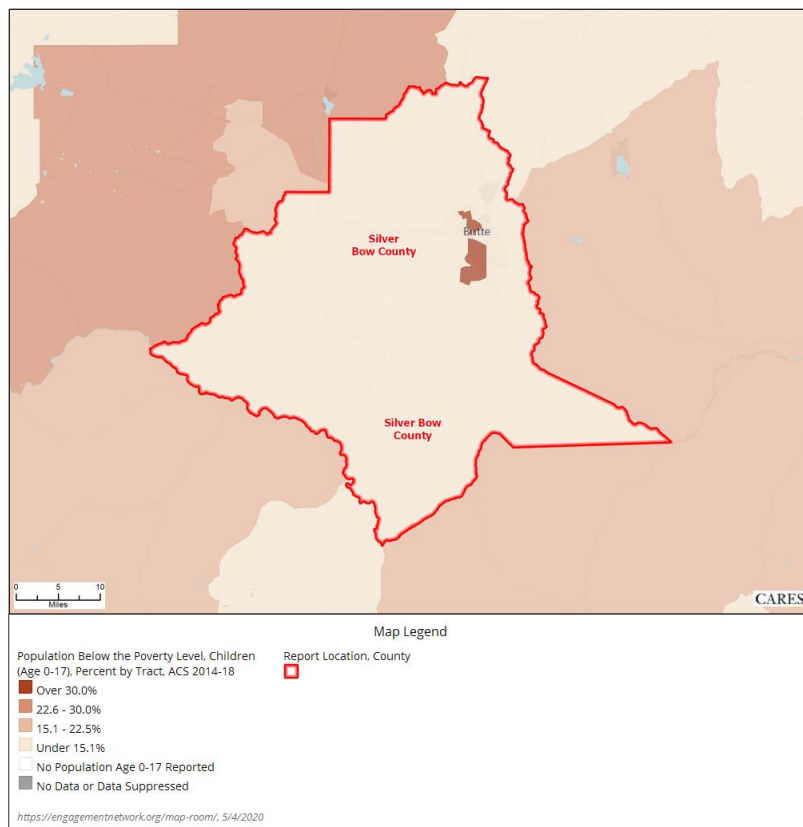 Silver
Bow County
Butte
Silver Bow
County
0 5 10
Miles
CARES
Map Legend
Population Below the Poverty Level, Children
(Age 0-17), Percent by Tract, ACS 2014-18
Over 30.0%
22.6 - 30.0%
15.1 - 22.5%
Under 15.1%
No Population Age 0-17 Reported
No Data or Data Suppressed
Report Location, County
https://engagementnetwork.org/map-room/, 5/4/2020